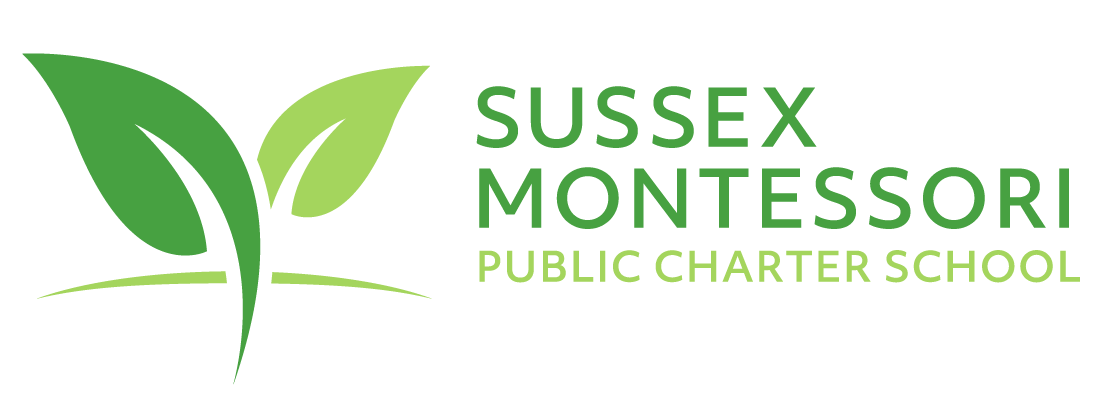 SUSSEX
MONTESSORI
PUBLIC CHARTER SCHOOL